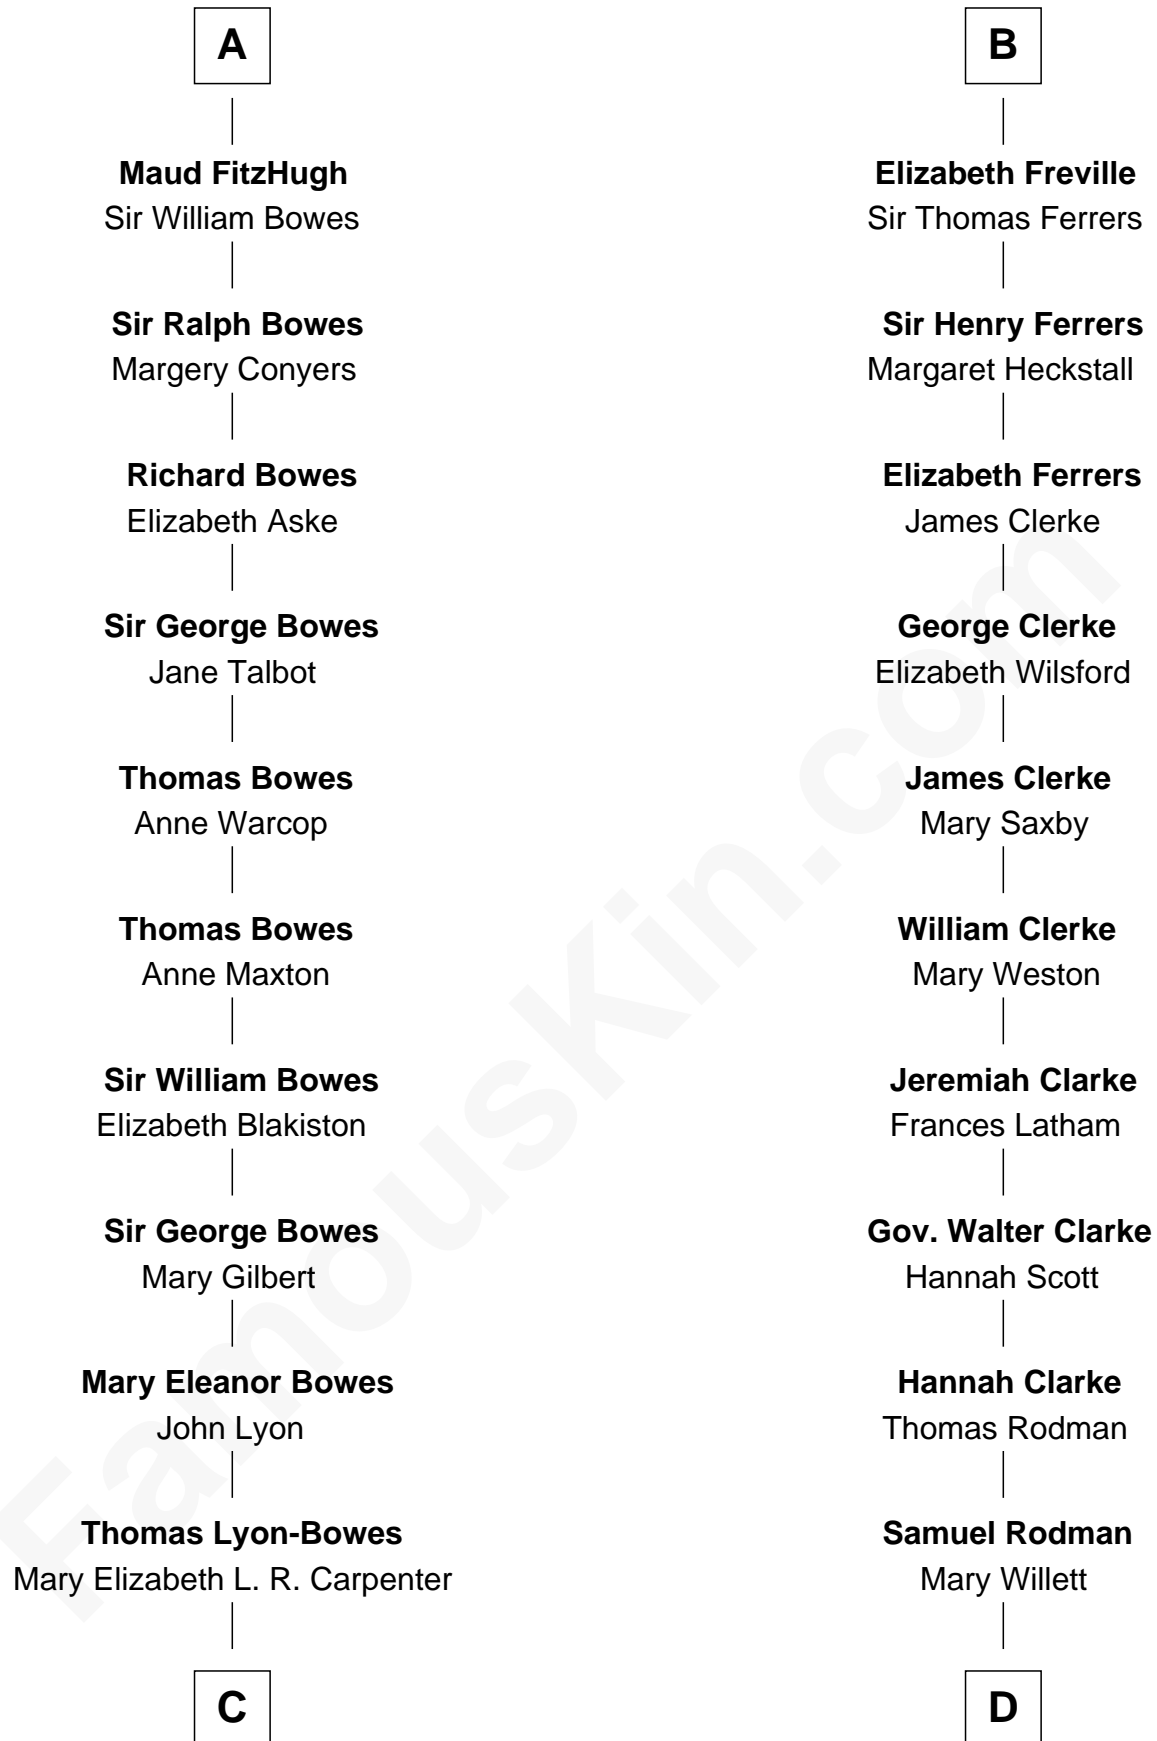 A
Maud FitzHugh
Sir William Bowes
Sir Ralph Bowes
Margery Conyers
Richard Bowes
Elizabeth Aske
Sir George Bowes
Jane Talbot
Thomas Bowes
Anne Warcop
Thomas Bowes
Anne Maxton
Sir William Bowes
Elizabeth Blakiston
Sir George Bowes
Mary Gilbert
Mary Eleanor Bowes
John Lyon
Thomas Lyon-Bowes
Mary Elizabeth L. R. Carpenter
C
B
Elizabeth Freville
Sir Thomas Ferrers
Sir Henry Ferrers
Margaret Heckstall
Elizabeth Ferrers
James Clerke
George Clerke
Elizabeth Wilsford
James Clerke
Mary Saxby
William Clerke
Mary Weston
Jeremiah Clarke
Frances Latham
Gov. Walter Clarke
Hannah Scott
Hannah Clarke
Thomas Rodman
Samuel Rodman
Mary Willett
D
FamousKin.com